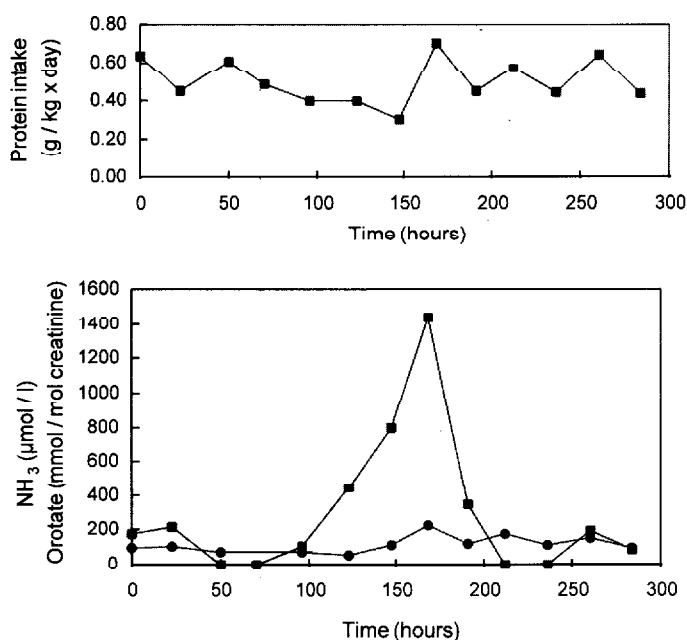 0.80
0.60
0.40
0.20
0.00
Protein intake
(g / kg x day)
0 50 100 150 200 250 300
Time (hours)
1600
1400
1200
1000
800
600
400
200
0
NH3 (μmol / l)
Orotate (mmol / mol creatinine)
0 50 100 150 200 250 300
Time (hours)